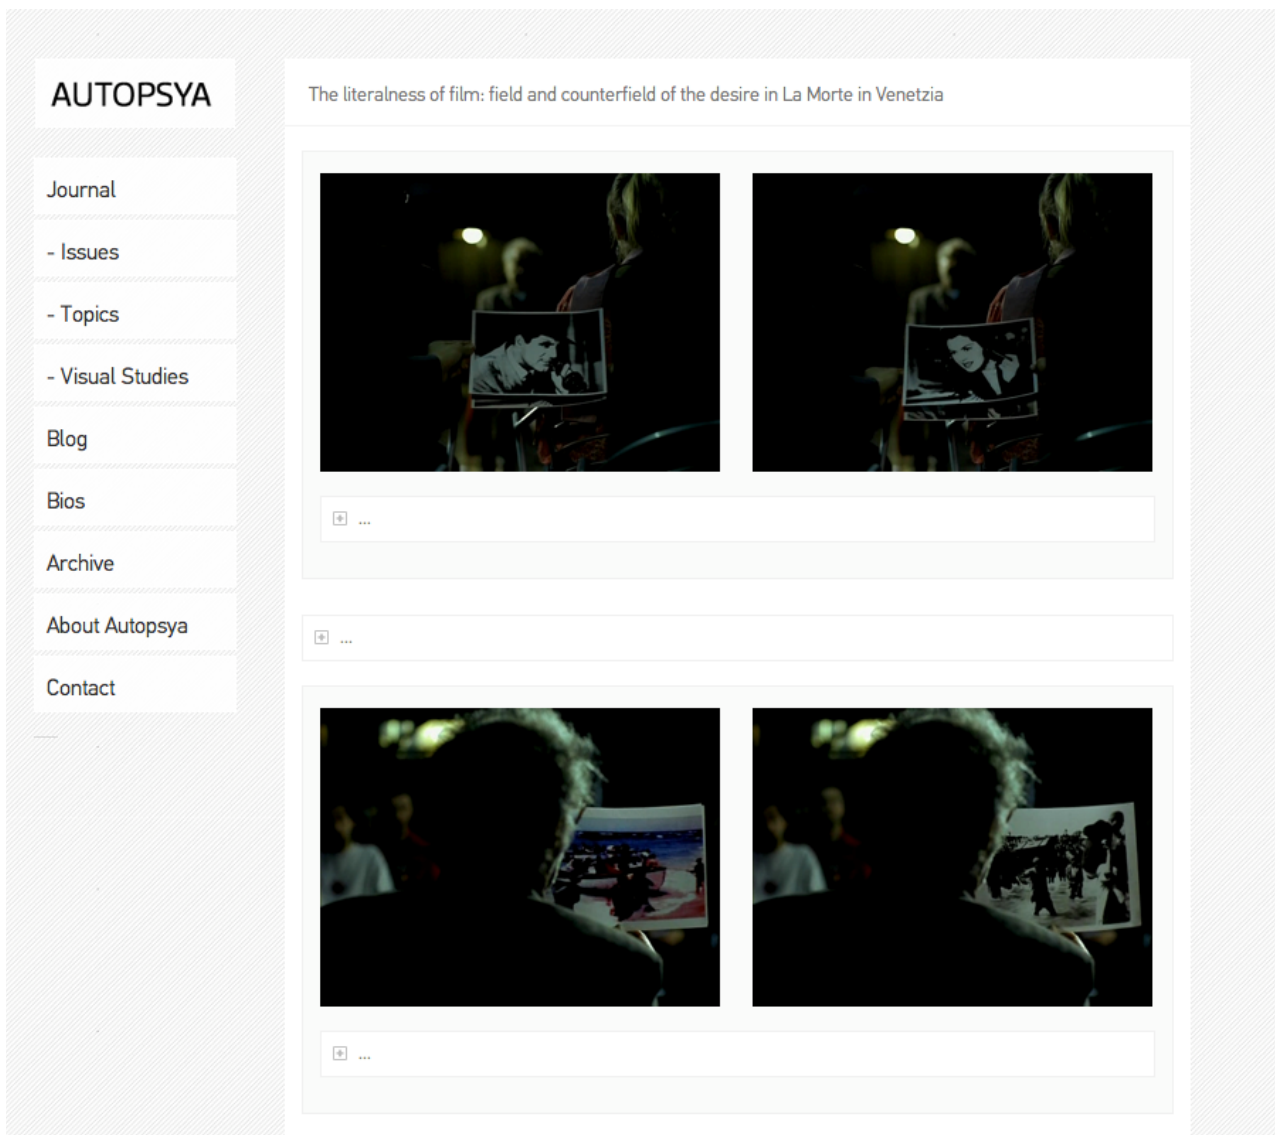 AUTOPSYA
Journal
- Issues
- Topics
- Visual Studies
Blog
Bios
Archive
About Autopsya
Contact
The literalness of film: field and counterfield of the desire in La Morte in Venetzia
...
...
...